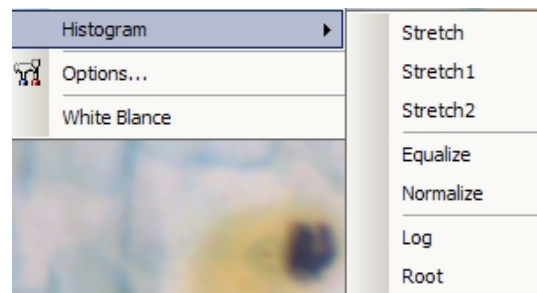 Histogram
Options...
White Blance
Stretch
Stretch1
Stretch2
Equalize
Normalize
Log
Root